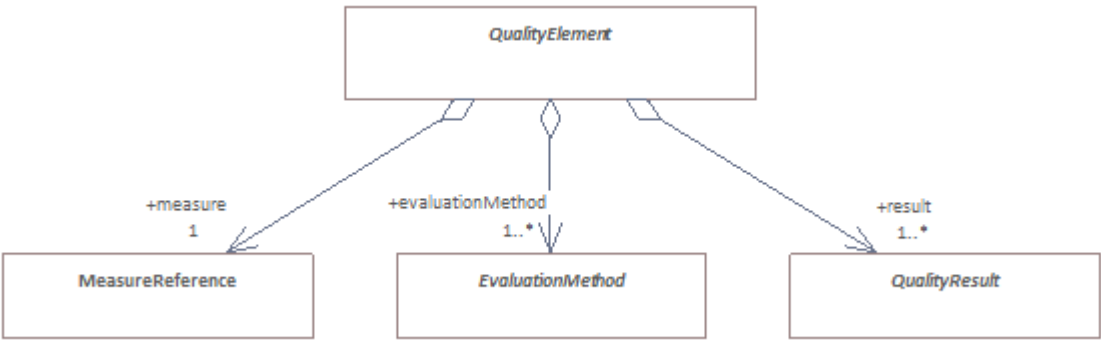 QualityElement
+measure
1
+evaluationMethod
1..*
+result
1..*
MeasureReference
EvaluationMethod
QualityResult